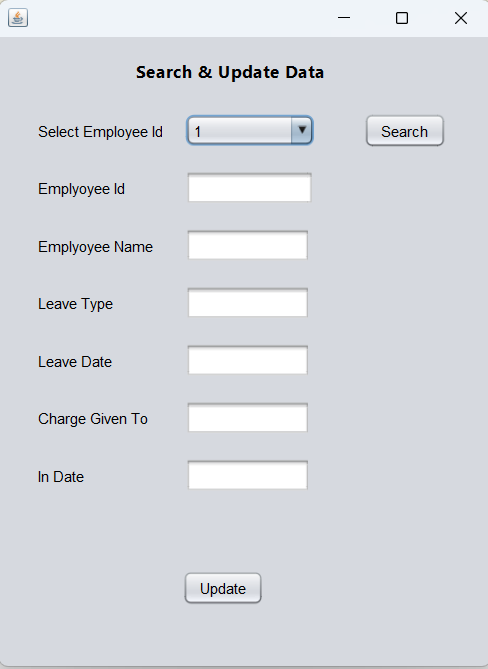 Search & Update Data
Select Employee Id 1 Search
Emplyoyee Id
Emplyoyee Name
Leave Type
Leave Date
Charge Given To
In Date
Update